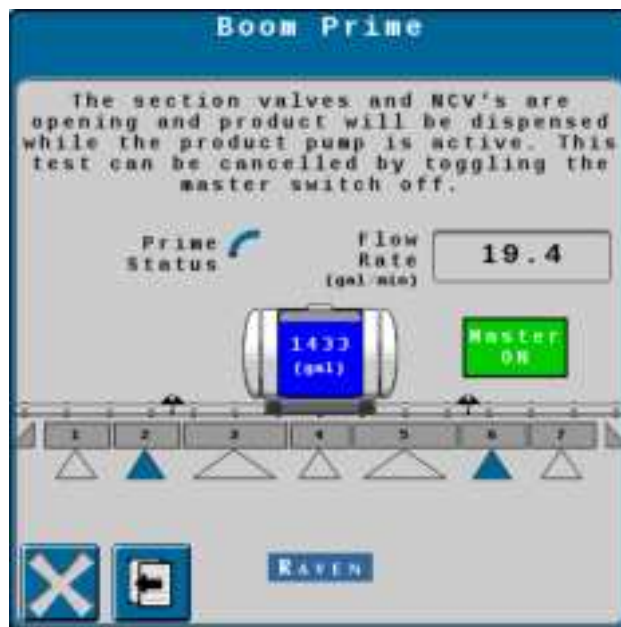 Boom Prime
The section valves and NCV's are
opening and product will be dispensed
while the product pump is active. This
test can be cancelled by toggling the
master switch off.
Prime
Status
Flow
Rate
(gal/min)
19.4
1433
(gal)
Master
ON
1 2 3 4 5 6 7
RAVEN